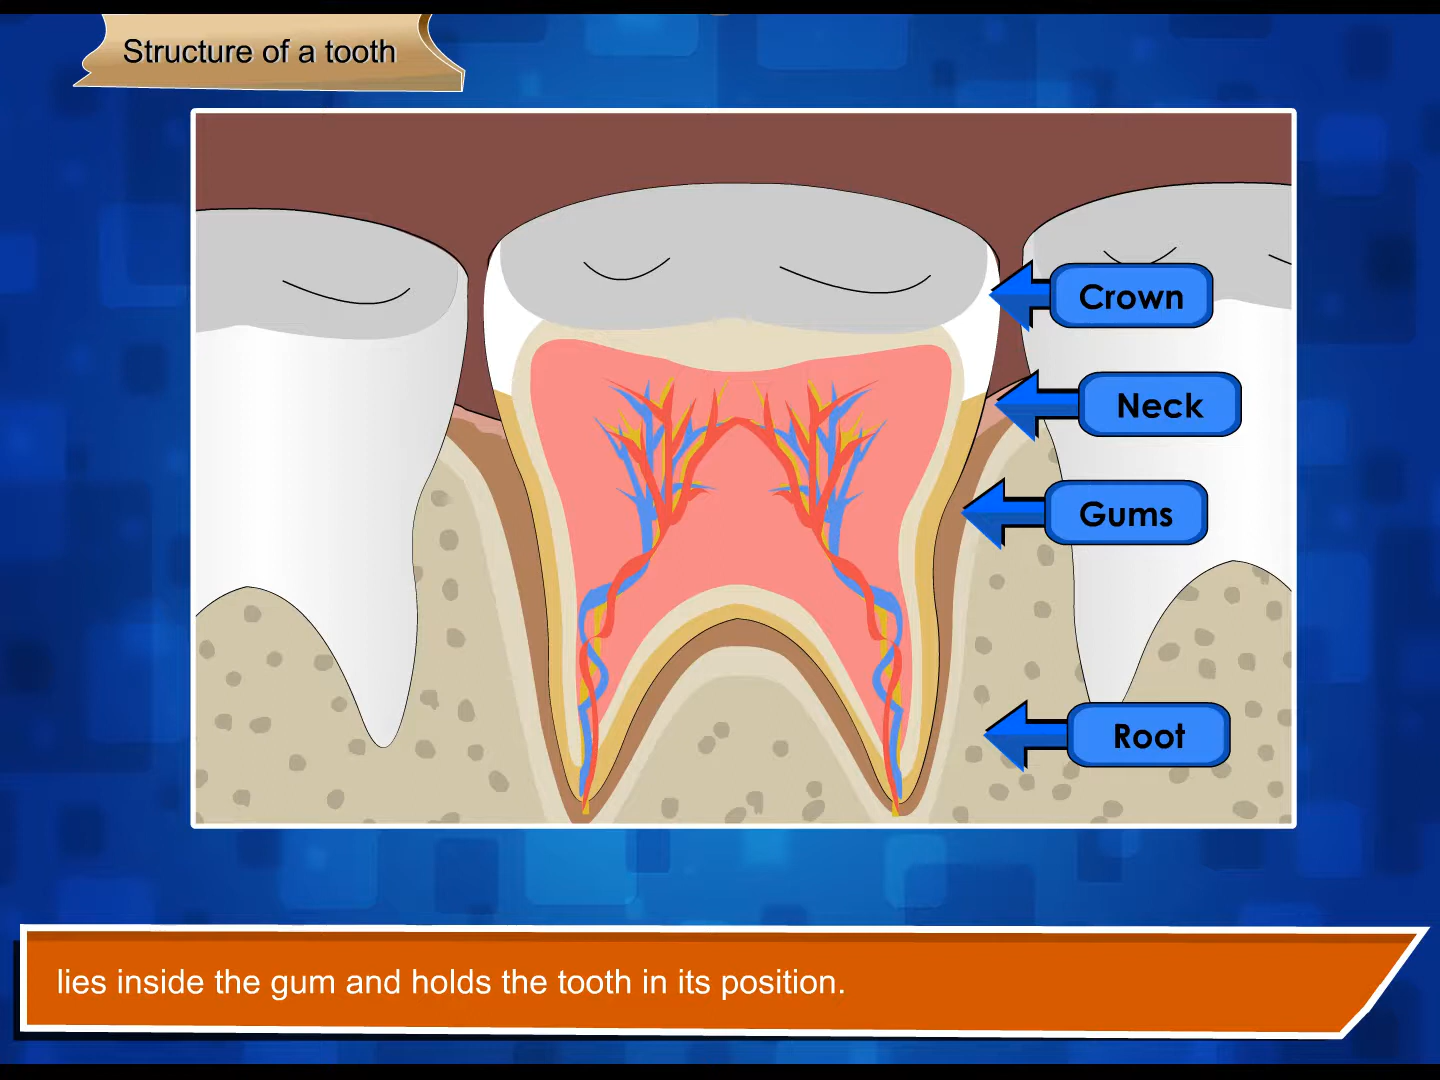 Structure of a tooth
Crown
Neck
Gums
Root
lies inside the gum and holds the tooth in its position.